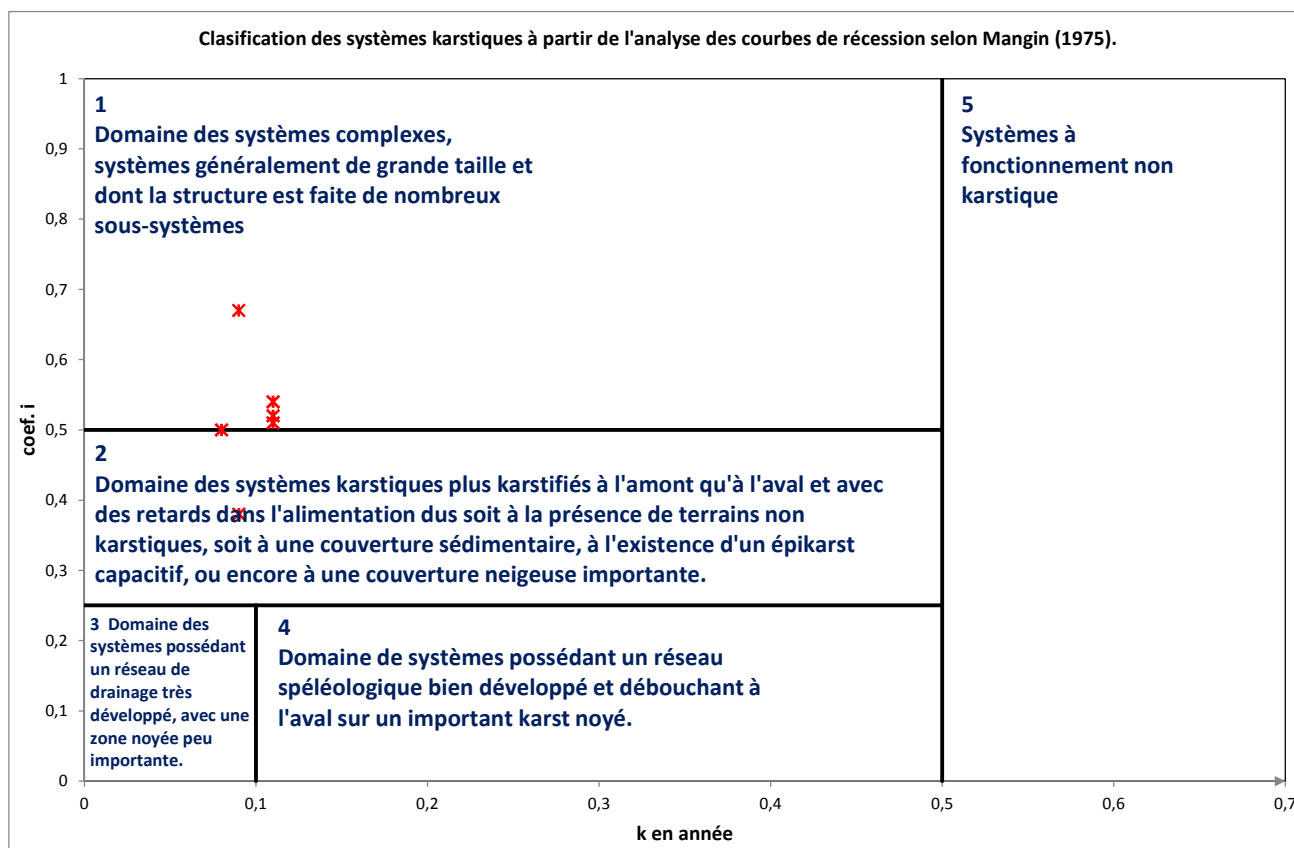 Clasification des systèmes karstiques à partir de l'analyse des courbes de récession selon Mangin (1975).
1
0,9
0,8
0,7
0,6
0,5
0,4
0,3
0,2
0,1
0
coef. i
1
Domaine des systèmes complexes,
systèmes généralement de grande taille et
dont la structure est faite de nombreux
sous-systèmes
5
Systèmes à
fonctionnement non
karstique
2
Domaine des systèmes karstiques plus karstifiés à l'amont qu'à l'aval et avec
des retards dans l'alimentation dus soit à la présence de terrains non
karstiques, soit à une couverture sédimentaire, à l'existence d'un épikarst
capacitif, ou encore à une couverture neigeuse importante.
3 Domaine des
systèmes possédant
un réseau de
drainage très
développé, avec une
zone noyée peu
importante.
4
Domaine de systèmes possédant un réseau
spéléologique bien développé et débouchant à
l'aval sur un important karst noyé.
0
0,1
0,2
0,3
0,4
0,5
0,6
0,7
k en année